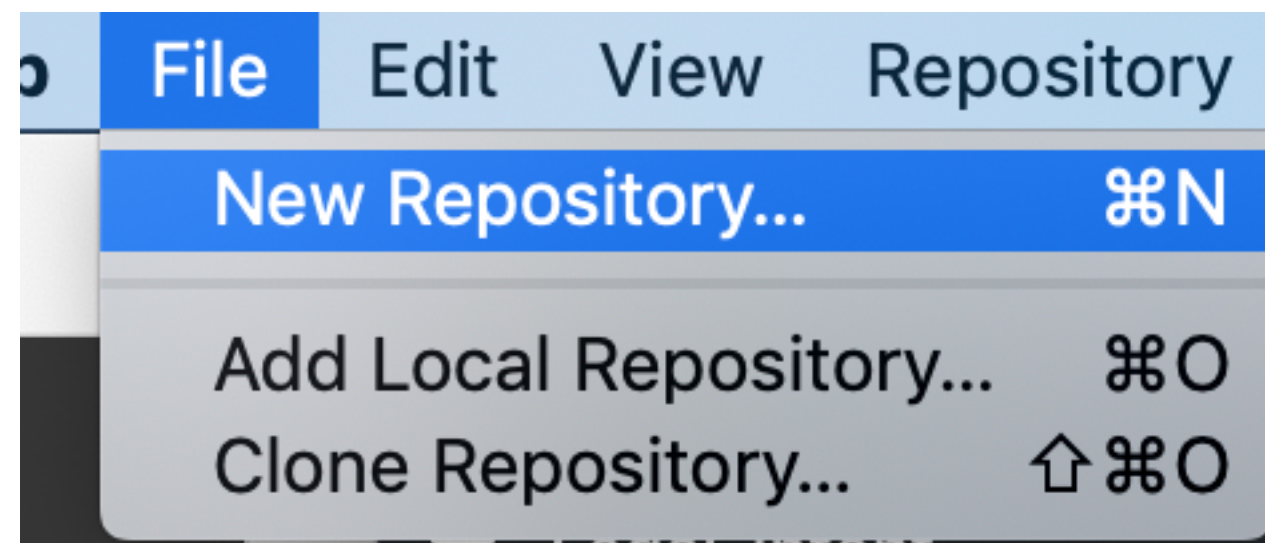 File Edit View Repository
New Repository... ⌘N
Add Local Repository... ⌘O
Clone Repository... ⇧⌘O